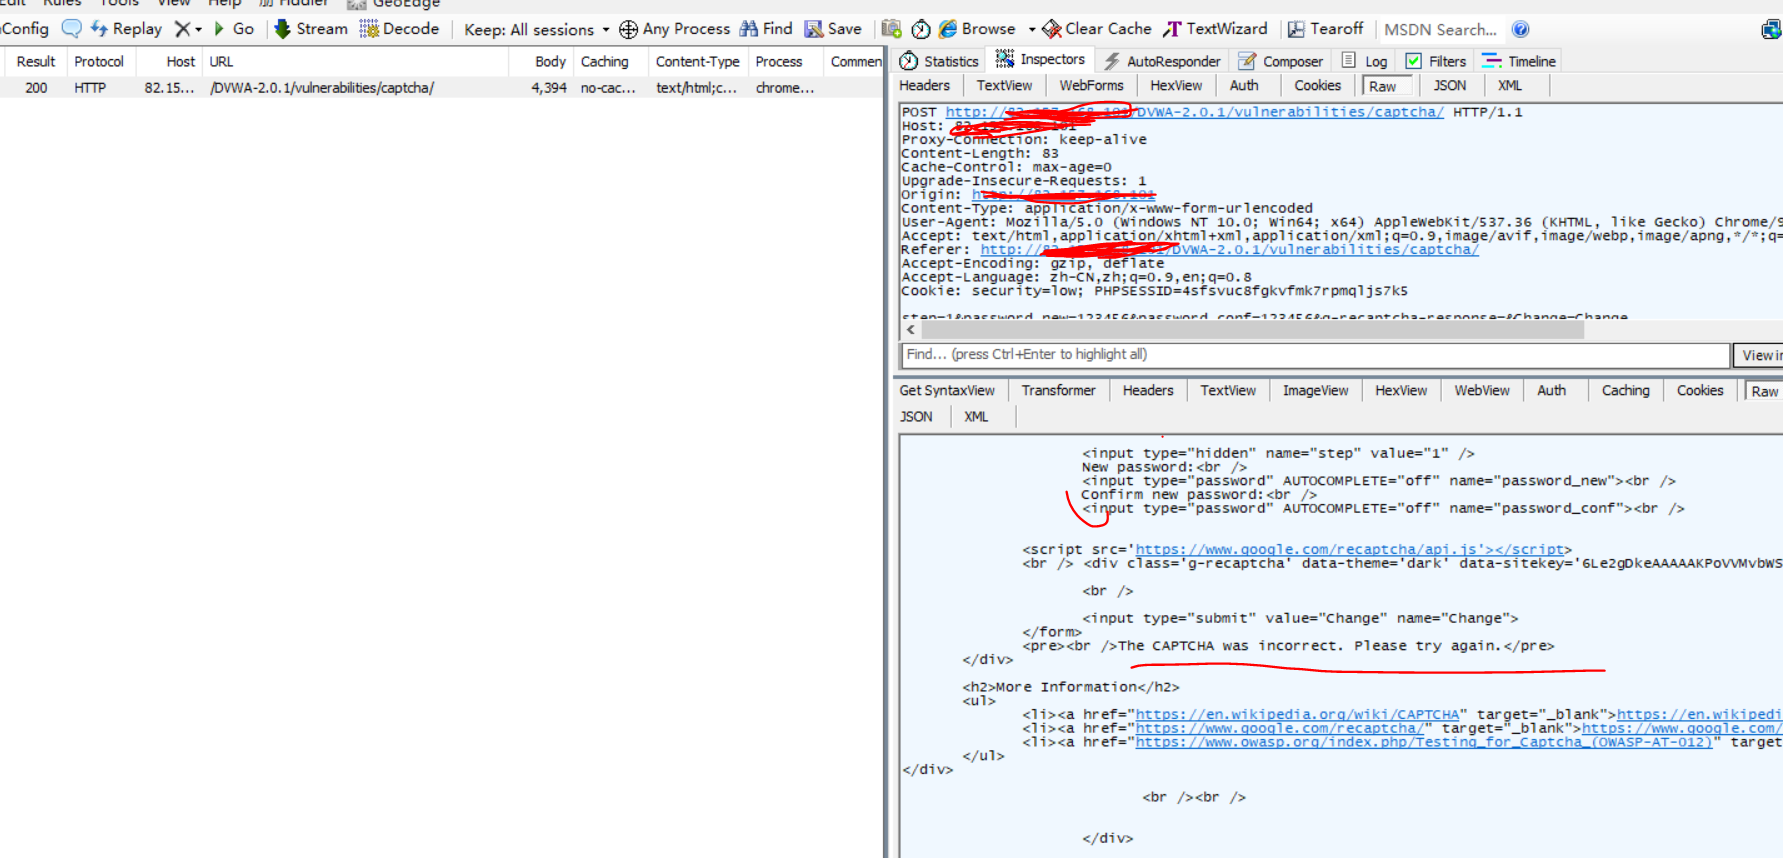 Edit Rules Tools View Help Fiddler GeoEdge
Config Replay Go Stream Decode Keep: All sessions Any Process Find Save Browse Clear Cache TextWizard Tearoff MSDN Search...
Result Protocol Host URL Body Caching Content-Type Process Commen
200 HTTP 82.15... /DVWA-2.0.1/vulnerabilities/captcha/ 4,394 no-cac... text/html;c... chrome...
Statistics Inspectors AutoResponder Composer Log Filters Timeline
Headers TextView WebForms HexView Auth Cookies Raw JSON XML
POST http:// /DVWA-2.0.1/vulnerabilities/captcha/ HTTP/1.1
Host:
Proxy-Connection: keep-alive
Content-Length: 83
Cache-Control: max-age=0
Upgrade-Insecure-Requests: 1
Origin:
Content-Type: application/x-www-form-urlencoded
User-Agent: Mozilla/5.0 (Windows NT 10.0; Win64; x64) AppleWebKit/537.36 (KHTML, like Gecko) Chrome/9
Accept: text/html,application/xhtml+xml,application/xml;q=0.9,image/avif,image/webp,image/apng,*/*;q=
Referer: http:// /DVWA-2.0.1/vulnerabilities/captcha/
Accept-Encoding: gzip, deflate
Accept-Language: zh-CN,zh;q=0.9,en;q=0.8
Cookie: security=low; PHPSESSID=4sfsvuc8fgkvfmk7rpmqljs7k5
step=1&password_new=123456&password_conf=123456&g-recaptcha-response=&Change=Change
Find... (press Ctrl+Enter to highlight all) View in
Get SyntaxView Transformer Headers TextView ImageView HexView WebView Auth Caching Cookies Raw
JSON XML
<input type="hidden" name="step" value="1" />
New password:<br />
<input type="password" AUTOCOMPLETE="off" name="password_new"><br />
Confirm new password:<br />
<input type="password" AUTOCOMPLETE="off" name="password_conf"><br />
<script src='https://www.google.com/recaptcha/api.js'></script>
<br /> <div class='g-recaptcha' data-theme='dark' data-sitekey='6Le2gDkeAAAAAKPoVVMvbWS
<br />
<input type="submit" value="Change" name="Change">
</form>
<pre><br />The CAPTCHA was incorrect. Please try again.</pre>
</div>
<h2>More Information</h2>
<ul>
<li><a href="https://en.wikipedia.org/wiki/CAPTCHA" target="_blank">https://en.wikipedi
<li><a href="https://www.google.com/recaptcha/" target="_blank">https://www.google.com/
<li><a href="https://www.owasp.org/index.php/Testing_for_Captcha_(OWASP-AT-012)" target
</ul>
</div>
<br /><br />
</div>